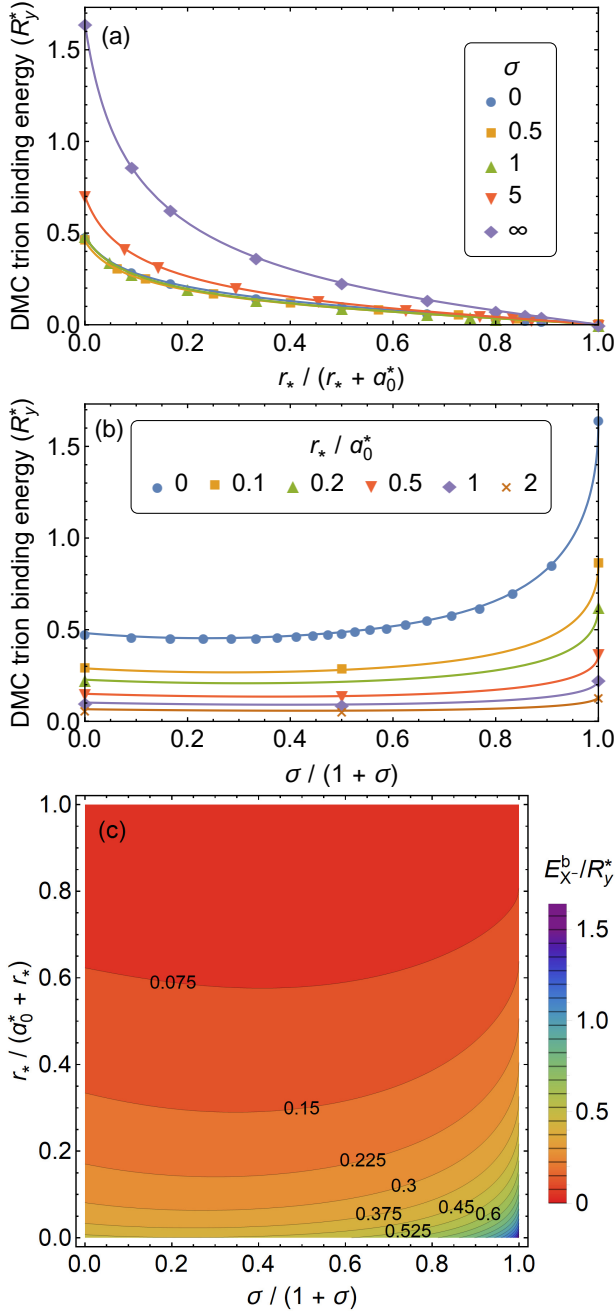 (a)
DMC trion binding energy (R*y)
1.5
1.0
0.5
0.0
σ
0
0.5
1
5
∞
0.0 0.2 0.4 0.6 0.8 1.0
r* / (r* + a*0)
(b)
DMC trion binding energy (R*y)
1.5
1.0
0.5
0.0
r* / a*0
0 0.1 0.2 0.5 1 2
0.0 0.2 0.4 0.6 0.8 1.0
σ / (1 + σ)
(c)
r* / (a*0 + r*)
1.0
0.8
0.6
0.4
0.2
0.0
0.075
0.15
0.225
0.3
0.375
0.45
0.6
0.525
0.0 0.2 0.4 0.6 0.8 1.0
σ / (1 + σ)
E^b_X-/R*y
1.5
1.0
0.5
0